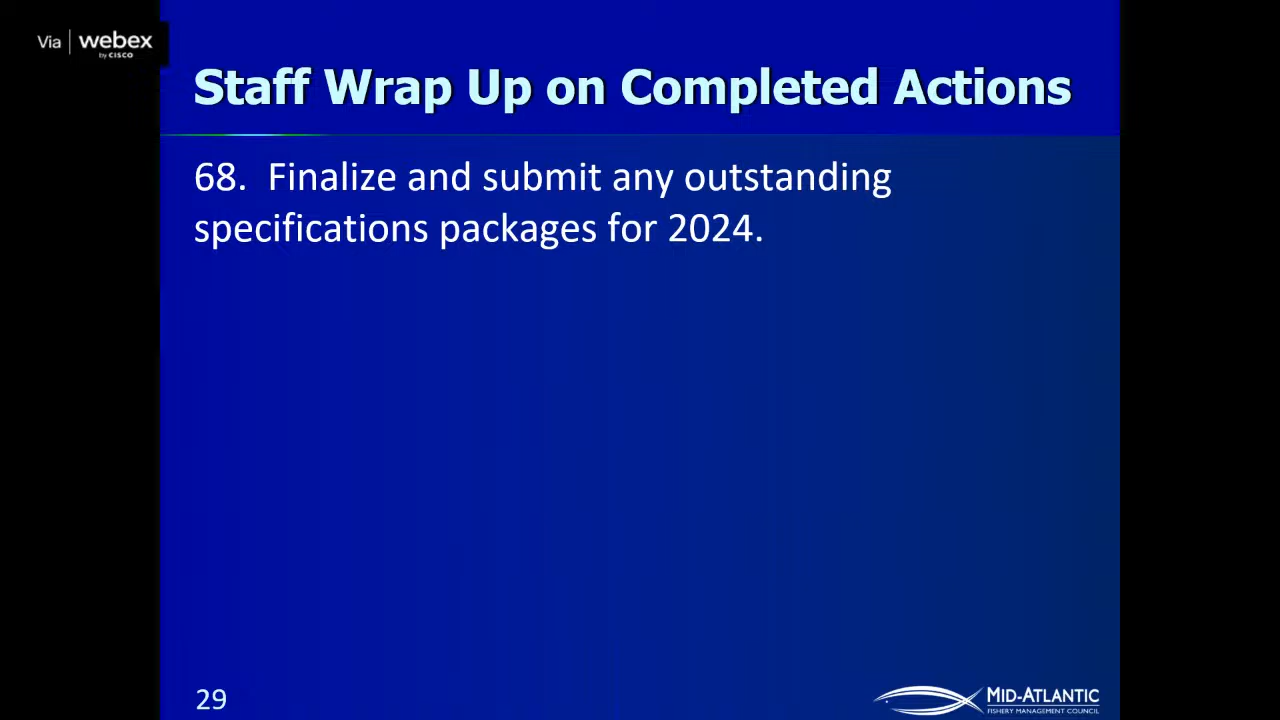 Via webex
by CISCO
Staff Wrap Up on Completed Actions
68. Finalize and submit any outstanding
specifications packages for 2024.
29
MID-ATLANTIC
FISHERY MANAGEMENT COUNCIL